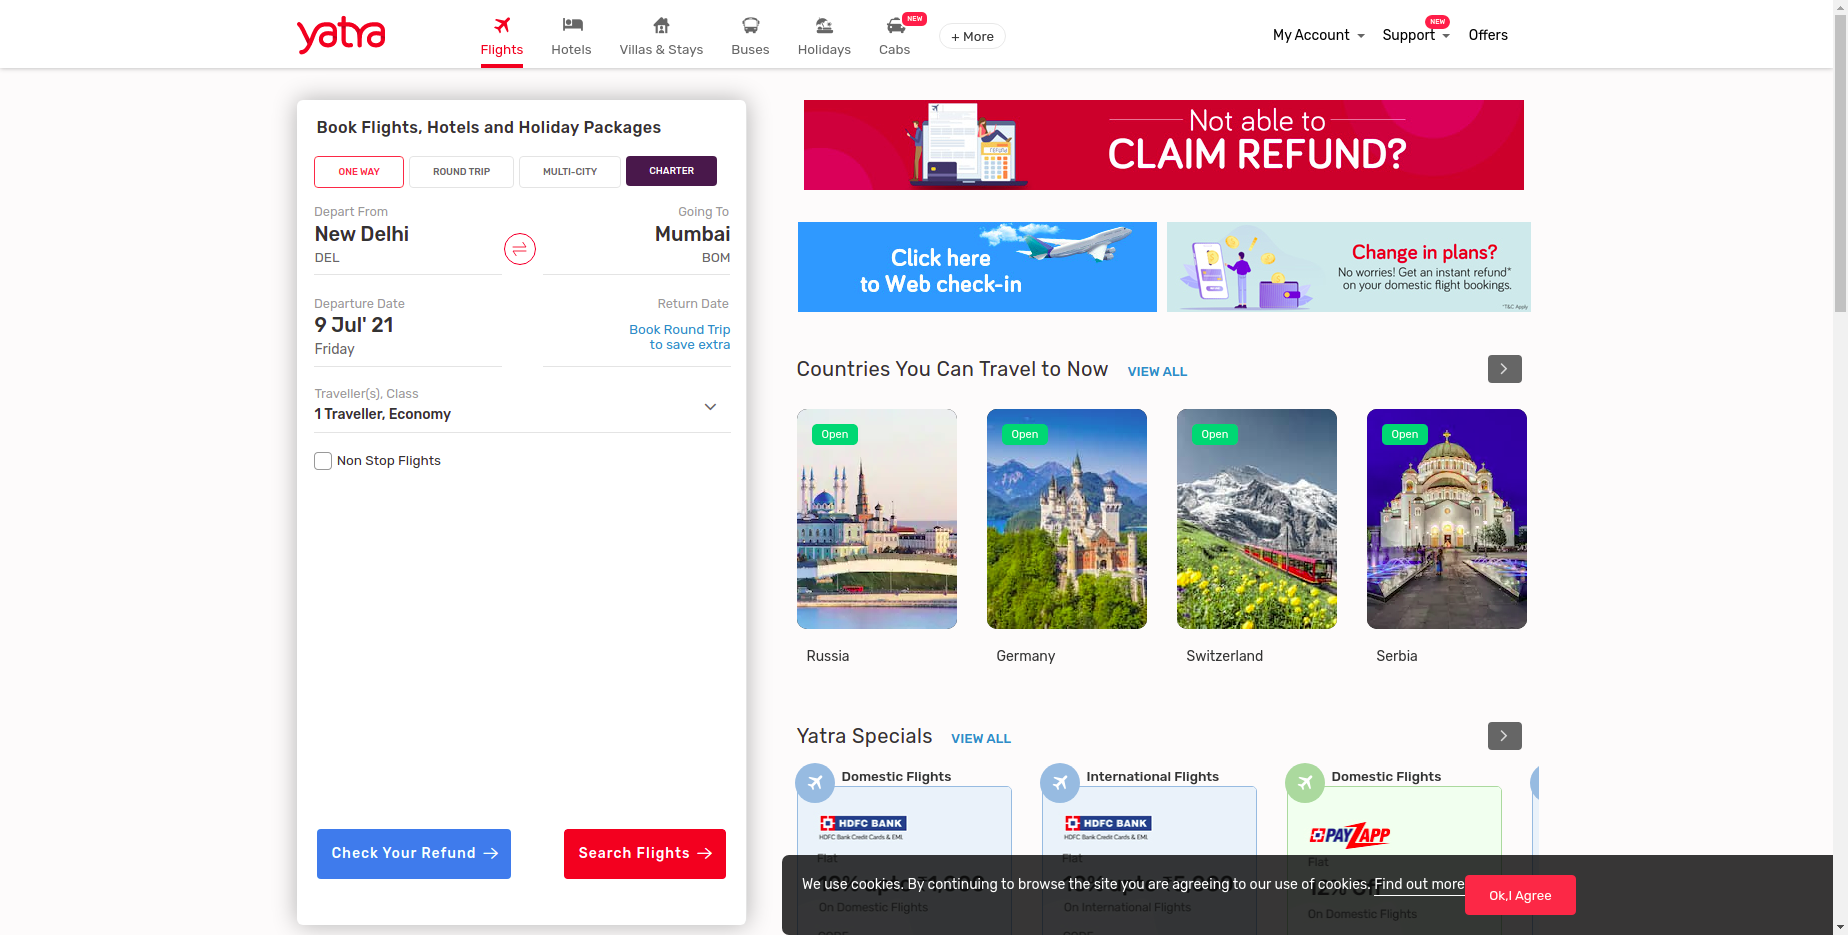 yatra
Flights
Hotels
Villas & Stays
Buses
Holidays
NEW
Cabs
+ More
My Account
NEW
Support
Offers
Book Flights, Hotels and Holiday Packages
ONE WAY
ROUND TRIP
MULTI-CITY
CHARTER
Depart From
New Delhi
DEL
Going To
Mumbai
BOM
Departure Date
9 Jul' 21
Friday
Return Date
Book Round Trip
to save extra
Traveller(s), Class
1 Traveller, Economy
Non Stop Flights
Check Your Refund
Search Flights
Not able to
CLAIM REFUND?
Click here
to Web check-in
Change in plans?
No worries! Get an instant refund*
on your domestic flight bookings.
*T&C Apply
Countries You Can Travel to Now
VIEW ALL
Open
Open
Open
Open
Russia
Germany
Switzerland
Serbia
Yatra Specials
VIEW ALL
Domestic Flights
HDFC BANK
HDFC Bank Credit Cards & EMI
Flat
On Domestic Flights
International Flights
HDFC BANK
HDFC Bank Credit Cards & EMI
Flat
On International Flights
Domestic Flights
PAYZAPP
Flat
12% Off
On Domestic Flights
We use cookies. By continuing to browse the site you are agreeing to our use of cookies. Find out more
Ok,I Agree